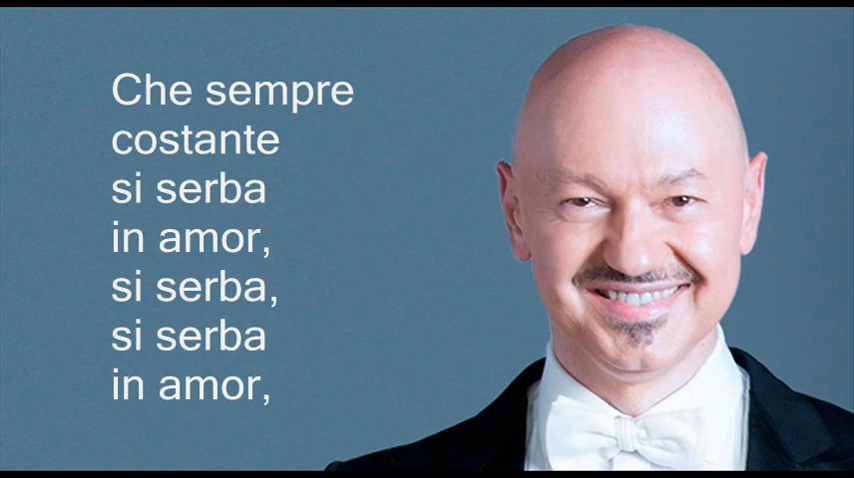 Che sempre
costante
si serba
in amor,
si serba,
si serba
in amor,